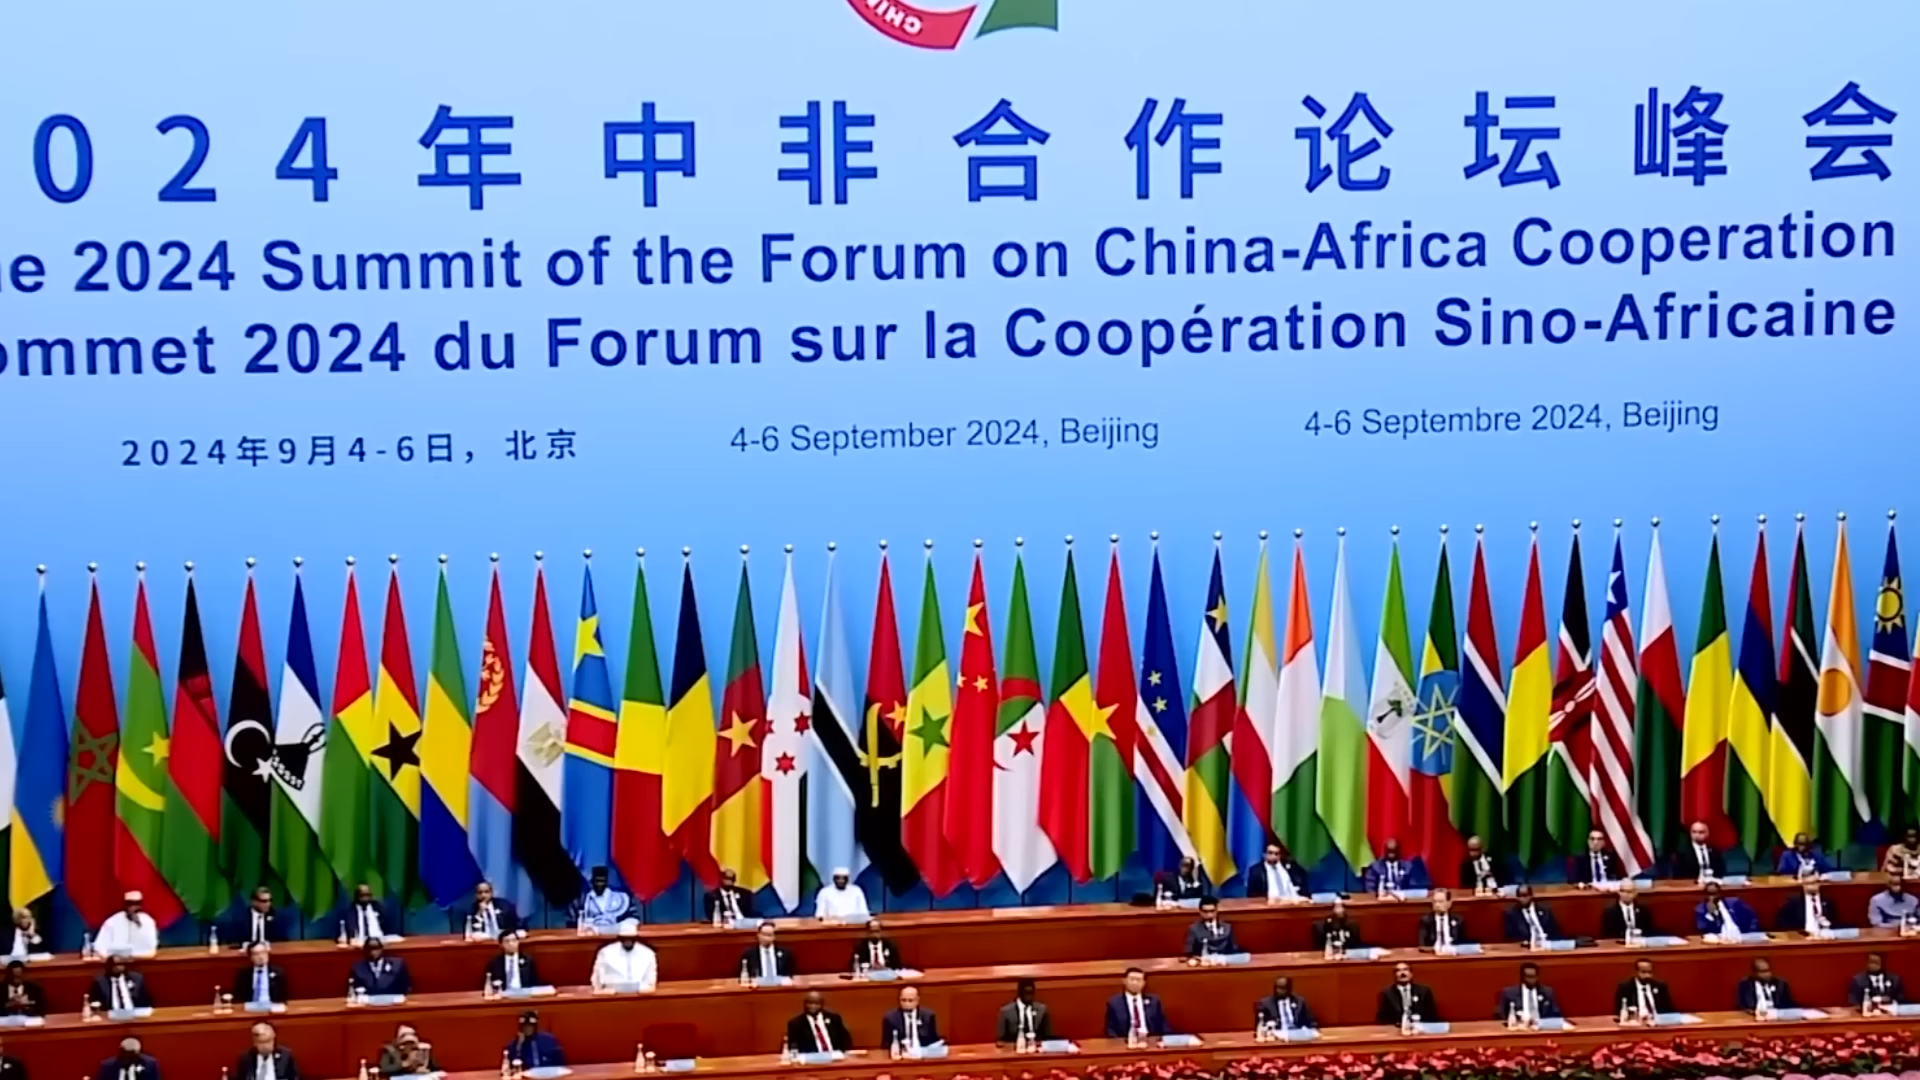 024年中非合作论坛峰会
e 2024 Summit of the Forum on China-Africa Cooperation
ommet 2024 du Forum sur la Coopération Sino-Africaine
2024年9月4-6日，北京
4-6 September 2024, Beijing
4-6 Septembre 2024, Beijing